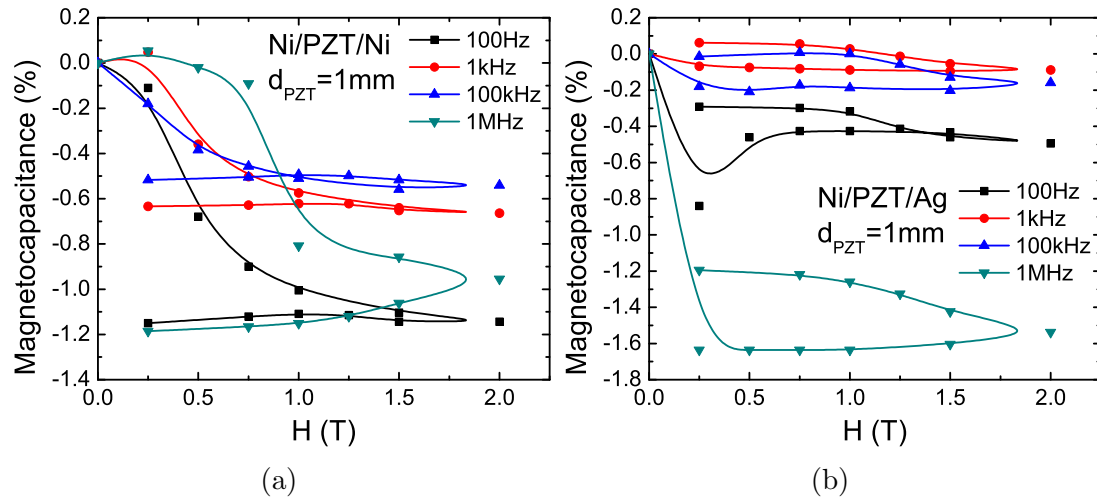 Magnetocapacitance (%)
0.2
0.0
-0.2
-0.4
-0.6
-0.8
-1.0
-1.2
-1.4
Ni/PZT/Ni
d_PZT=1mm
100Hz
1kHz
100kHz
1MHz
0.0 0.5 1.0 1.5 2.0
H (T)
(a)
Magnetocapacitance (%)
0.2
0.0
-0.2
-0.4
-0.6
-0.8
-1.0
-1.2
-1.4
-1.6
-1.8
Ni/PZT/Ag
d_PZT=1mm
100Hz
1kHz
100kHz
1MHz
0.0 0.5 1.0 1.5 2.0
H (T)
(b)